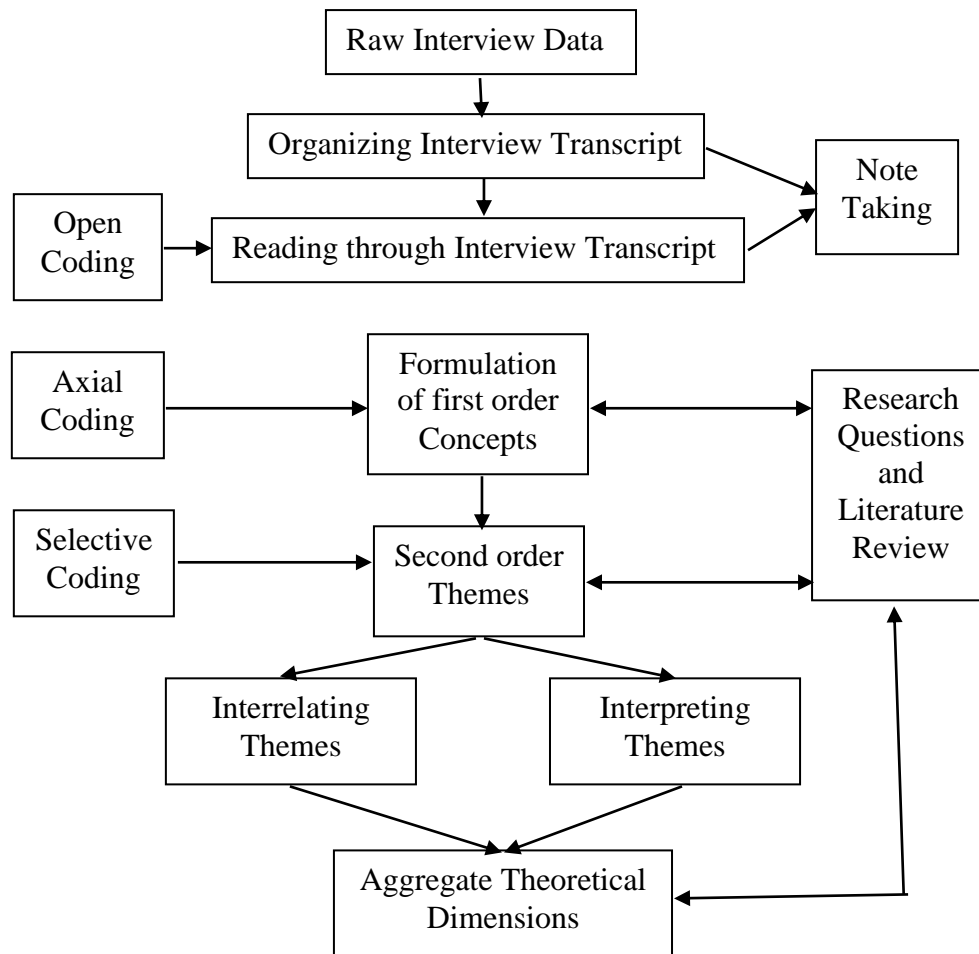 Raw Interview Data
Organizing Interview Transcript
Note
Taking
Open
Coding
Reading through Interview Transcript
Axial
Coding
Formulation
of first order
Concepts
Research
Questions
and
Literature
Review
Selective
Coding
Second order
Themes
Interrelating
Themes
Interpreting
Themes
Aggregate Theoretical
Dimensions